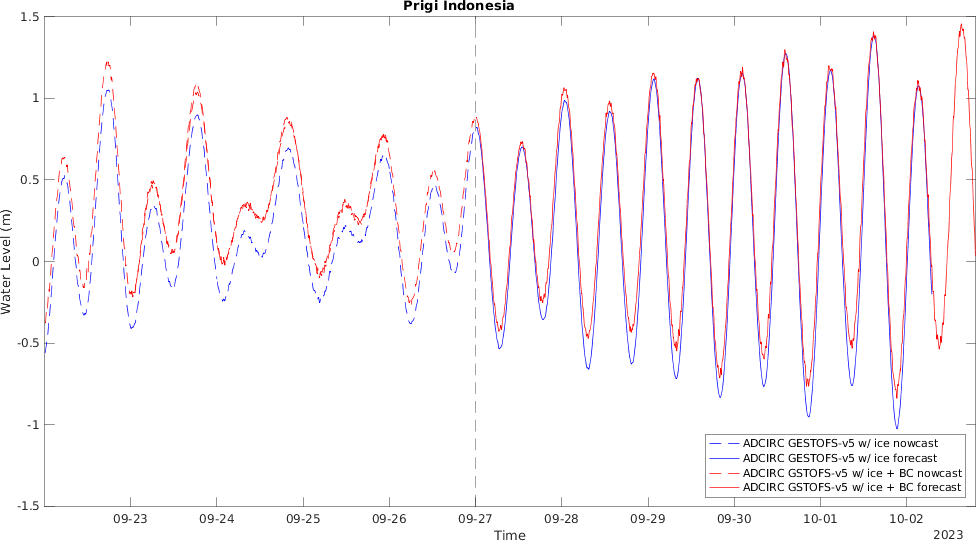 Prigi Indonesia
1.5
1
0.5
0
-0.5
-1
-1.5
Water Level (m)
09-23 09-24 09-25 09-26 09-27 09-28 09-29 09-30 10-01 10-02
Time
2023
ADCIRC GESTOFS-v5 w/ ice nowcast
ADCIRC GESTOFS-v5 w/ ice forecast
ADCIRC GSTOFS-v5 w/ ice + BC nowcast
ADCIRC GSTOFS-v5 w/ ice + BC forecast